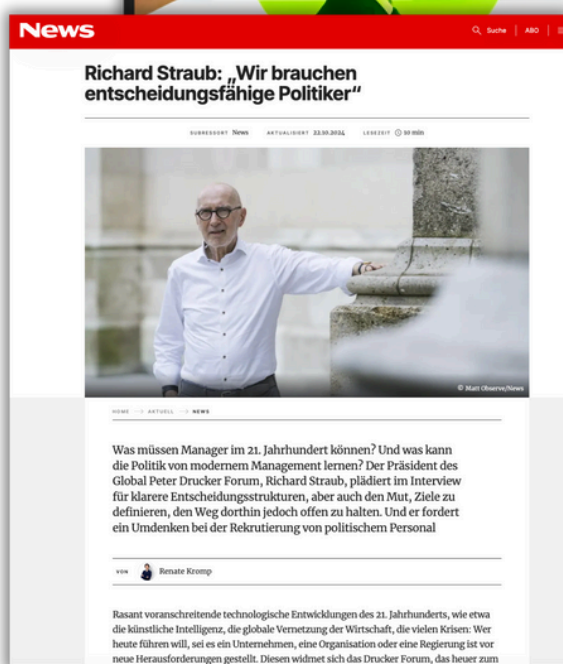 News
Suche | ABO
Richard Straub: „Wir brauchen
entscheidungsfähige Politiker“
SUBRESSORT News AKTUALISIERT 22.10.2024 LESEZEIT 10 min
© Matt Observe/News
HOME → AKTUELL → NEWS
Was müssen Manager im 21. Jahrhundert können? Und was kann
die Politik von modernem Management lernen? Der Präsident des
Global Peter Drucker Forum, Richard Straub, plädiert im Interview
für klarere Entscheidungsstrukturen, aber auch den Mut, Ziele zu
definieren, den Weg dorthin jedoch offen zu halten. Und er fordert
ein Umdenken bei der Rekrutierung von politischem Personal
VON Renate Kromp
Rasant voranschreitende technologische Entwicklungen des 21. Jahrhunderts, wie etwa
die künstliche Intelligenz, die globale Vernetzung der Wirtschaft, die vielen Krisen: Wer
heute führen will, sei es ein Unternehmen, eine Organisation oder eine Regierung ist vor
neue Herausforderungen gestellt. Diesen widmet sich das Drucker Forum, das heuer zum